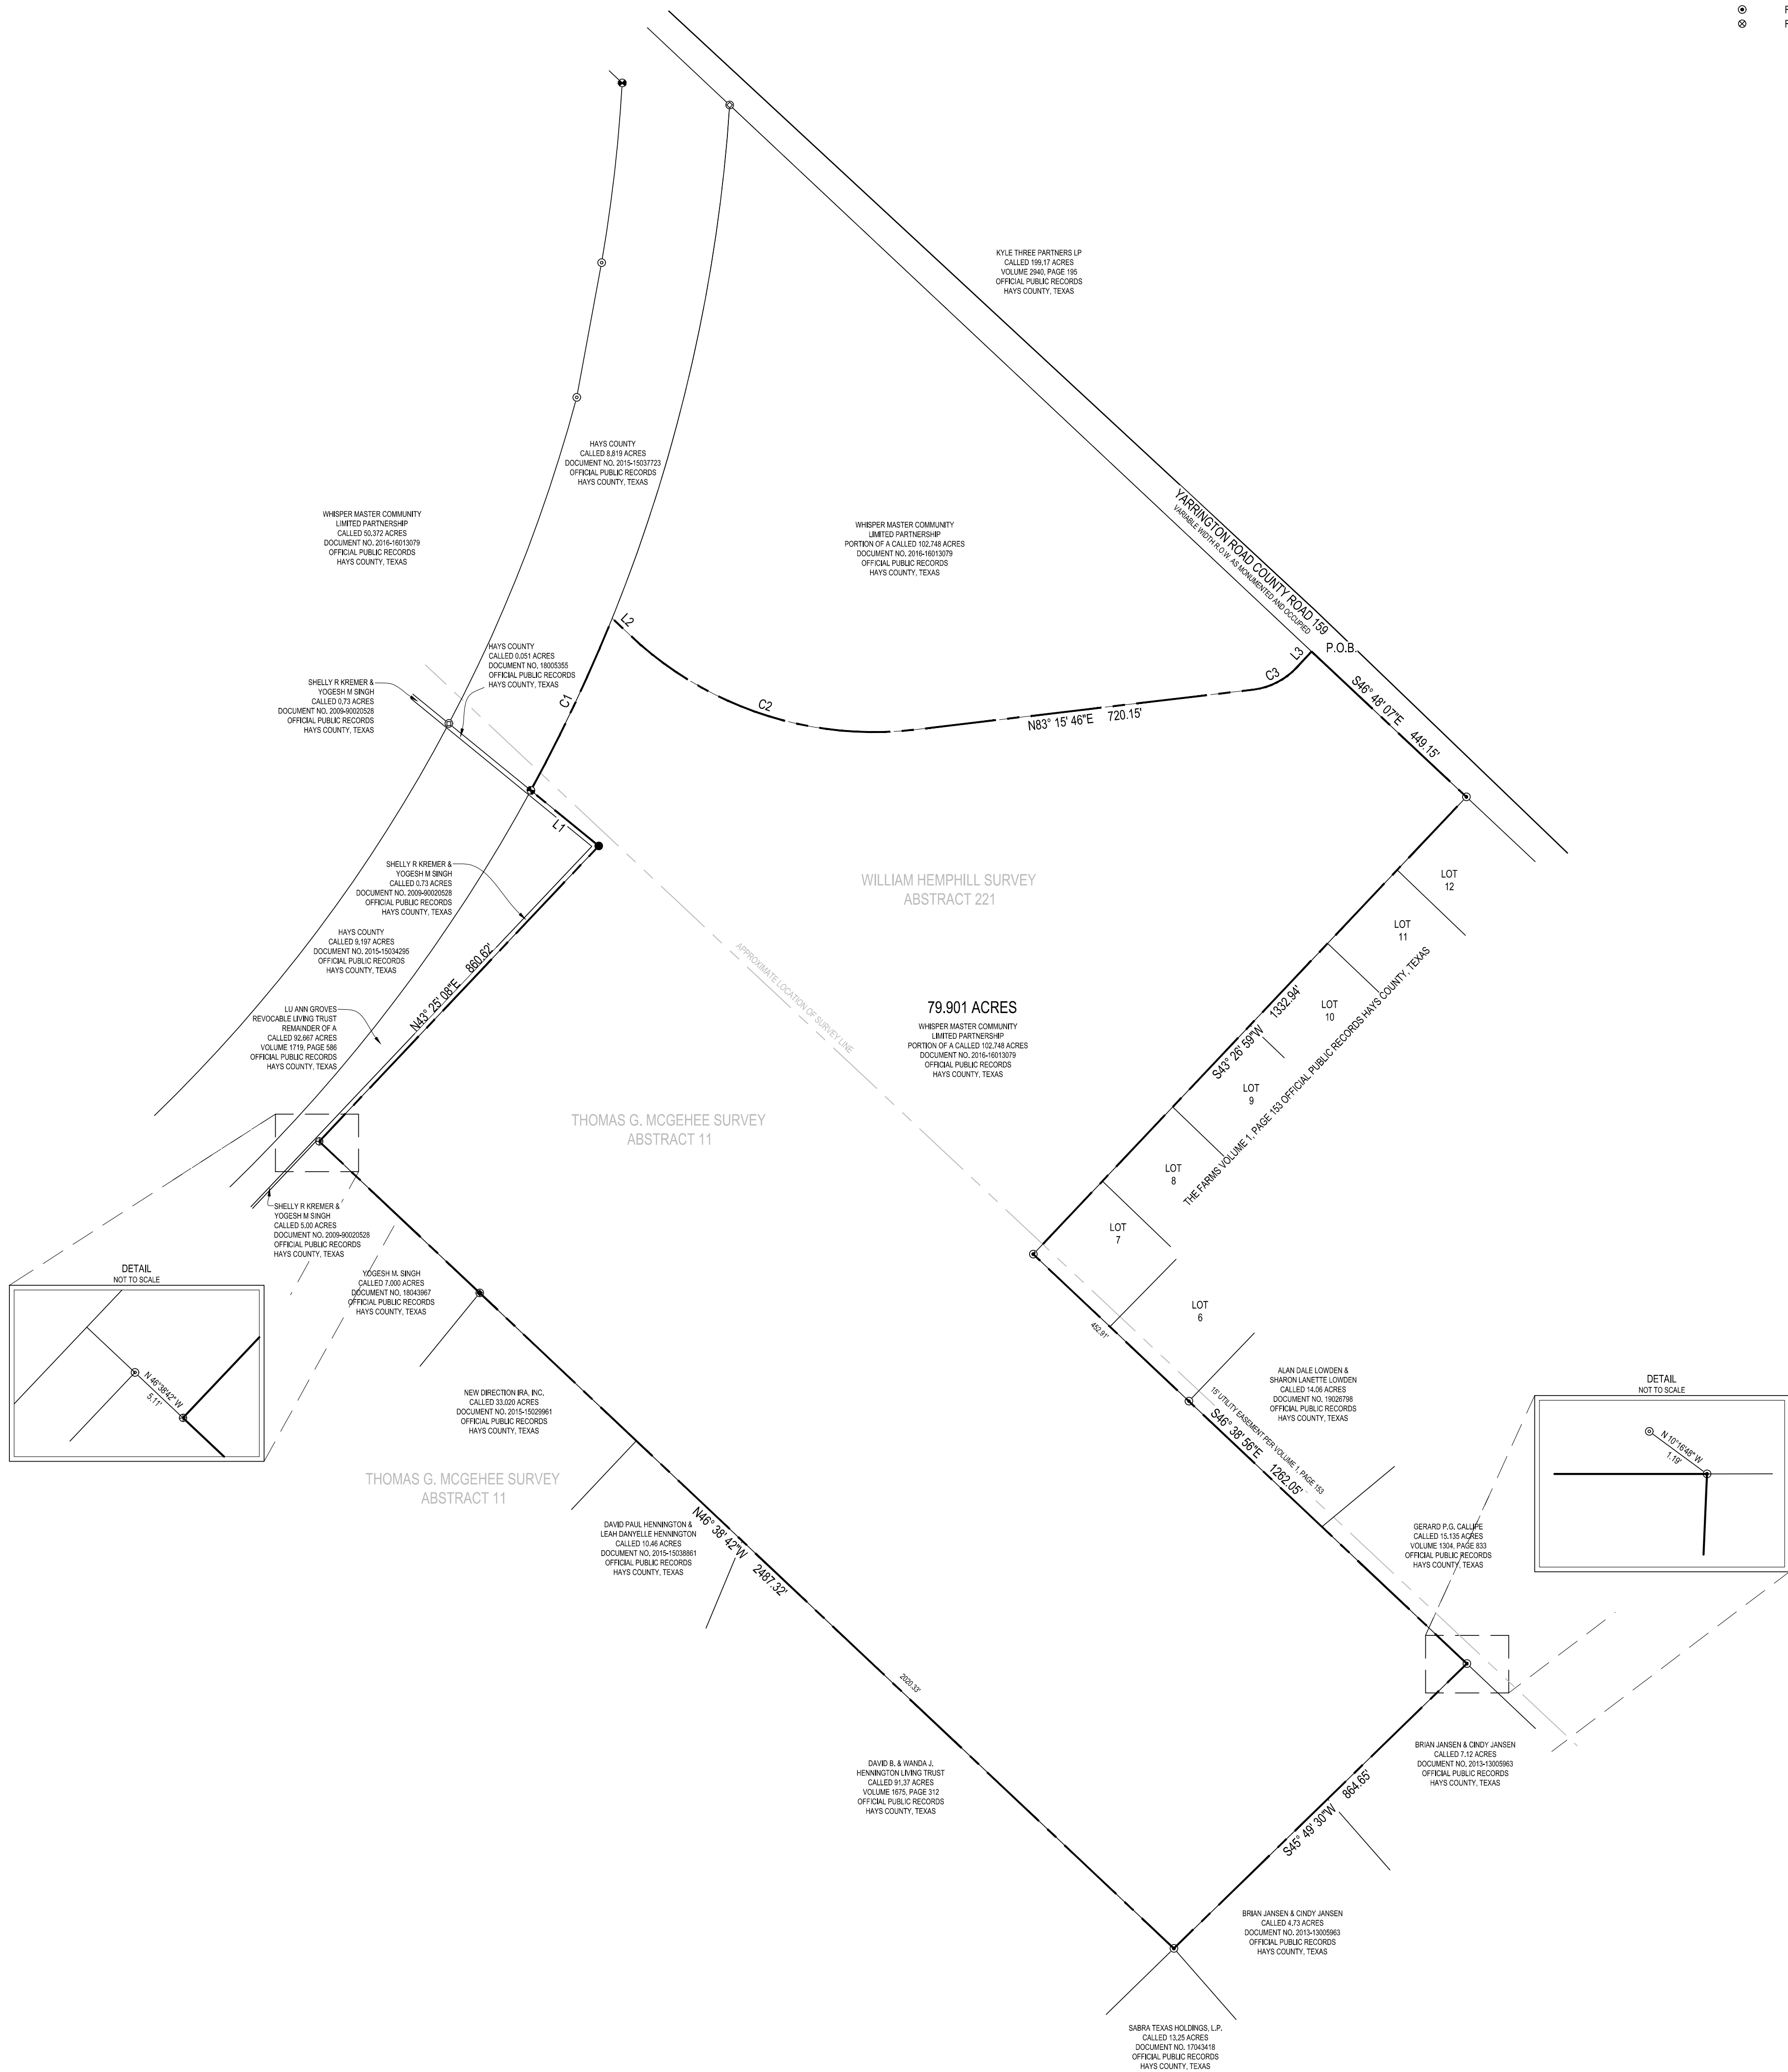 KYLE THREE PARTNERS LP
CALLED 199.17 ACRES
VOLUME 2940, PAGE 195
OFFICIAL PUBLIC RECORDS
HAYS COUNTY, TEXAS
HAYS COUNTY
CALLED 8.819 ACRES
DOCUMENT NO. 2015-15037723
OFFICIAL PUBLIC RECORDS
HAYS COUNTY, TEXAS
WHISPER MASTER COMMUNITY
LIMITED PARTNERSHIP
CALLED 50.372 ACRES
DOCUMENT NO. 2016-16013079
OFFICIAL PUBLIC RECORDS
HAYS COUNTY, TEXAS
WHISPER MASTER COMMUNITY
LIMITED PARTNERSHIP
PORTION OF A CALLED 102.748 ACRES
DOCUMENT NO. 2016-16013079
OFFICIAL PUBLIC RECORDS
HAYS COUNTY, TEXAS
YARRINGTON ROAD COUNTY ROAD 159
VARIABLE WIDTH R.O.W. AS MONUMENTED AND OCCUPIED
P.O.B.
L2
L3
C3
C2
C1
N83° 15' 46"E 720.15'
S46° 48' 07"E 449.15'
HAYS COUNTY
CALLED 0.051 ACRES
DOCUMENT NO. 18005355
OFFICIAL PUBLIC RECORDS
HAYS COUNTY, TEXAS
SHELLY R KREMER &
YOGESH M SINGH
CALLED 0.73 ACRES
DOCUMENT NO. 2009-90020528
OFFICIAL PUBLIC RECORDS
HAYS COUNTY, TEXAS
L1
SHELLY R KREMER &
YOGESH M SINGH
CALLED 0.73 ACRES
DOCUMENT NO. 2009-90020528
OFFICIAL PUBLIC RECORDS
HAYS COUNTY, TEXAS
WILLIAM HEMPHILL SURVEY
ABSTRACT 221
LOT
12
LOT
11
LOT
10
LOT
9
LOT
8
LOT
7
LOT
6
THE FARMS VOLUME 1, PAGE 153 OFFICIAL PUBLIC RECORDS HAYS COUNTY, TEXAS
S43° 26' 59"W 1332.94'
HAYS COUNTY
CALLED 9.197 ACRES
DOCUMENT NO. 2015-15034295
OFFICIAL PUBLIC RECORDS
HAYS COUNTY, TEXAS
N43° 25' 08"E 860.62'
APPROXIMATE LOCATION OF SURVEY LINE
LU ANN GROVES
REVOCABLE LIVING TRUST
REMAINDER OF A
CALLED 92.667 ACRES
VOLUME 1719, PAGE 586
OFFICIAL PUBLIC RECORDS
HAYS COUNTY, TEXAS
79.901 ACRES
WHISPER MASTER COMMUNITY
LIMITED PARTNERSHIP
PORTION OF A CALLED 102.748 ACRES
DOCUMENT NO. 2016-16013079
OFFICIAL PUBLIC RECORDS
HAYS COUNTY, TEXAS
THOMAS G. MCGEHEE SURVEY
ABSTRACT 11
SHELLY R KREMER &
YOGESH M SINGH
CALLED 5.00 ACRES
DOCUMENT NO. 2009-90020528
OFFICIAL PUBLIC RECORDS
HAYS COUNTY, TEXAS
DETAIL
NOT TO SCALE
N 46°38'42" W
5.11'
YOGESH M. SINGH
CALLED 7.000 ACRES
DOCUMENT NO. 18043967
OFFICIAL PUBLIC RECORDS
HAYS COUNTY, TEXAS
452.91'
15' UTILITY EASEMENT PER VOLUME 1, PAGE 153
S46° 38' 56"E 1262.05'
ALAN DALE LOWDEN &
SHARON LANETTE LOWDEN
CALLED 14.06 ACRES
DOCUMENT NO. 19026798
OFFICIAL PUBLIC RECORDS
HAYS COUNTY, TEXAS
DETAIL
NOT TO SCALE
N 10°16'48" W
1.19'
NEW DIRECTION IRA, INC.
CALLED 33.020 ACRES
DOCUMENT NO. 2015-15029961
OFFICIAL PUBLIC RECORDS
HAYS COUNTY, TEXAS
THOMAS G. MCGEHEE SURVEY
ABSTRACT 11
DAVID PAUL HENNINGTON &
LEAH DANYELLE HENNINGTON
CALLED 10.46 ACRES
DOCUMENT NO. 2015-15038861
OFFICIAL PUBLIC RECORDS
HAYS COUNTY, TEXAS
N46° 38' 42"W 2487.32'
GERARD P.G. CALLIPE
CALLED 15.135 ACRES
VOLUME 1304, PAGE 833
OFFICIAL PUBLIC RECORDS
HAYS COUNTY, TEXAS
2020.33'
DAVID B. & WANDA J.
HENNINGTON LIVING TRUST
CALLED 91.37 ACRES
VOLUME 1675, PAGE 312
OFFICIAL PUBLIC RECORDS
HAYS COUNTY, TEXAS
BRIAN JANSEN & CINDY JANSEN
CALLED 7.12 ACRES
DOCUMENT NO. 2013-13005963
OFFICIAL PUBLIC RECORDS
HAYS COUNTY, TEXAS
S45° 49' 30"W 864.65'
BRIAN JANSEN & CINDY JANSEN
CALLED 4.73 ACRES
DOCUMENT NO. 2013-13005963
OFFICIAL PUBLIC RECORDS
HAYS COUNTY, TEXAS
SABRA TEXAS HOLDINGS, L.P.
CALLED 13.25 ACRES
DOCUMENT NO. 17043418
OFFICIAL PUBLIC RECORDS
HAYS COUNTY, TEXAS